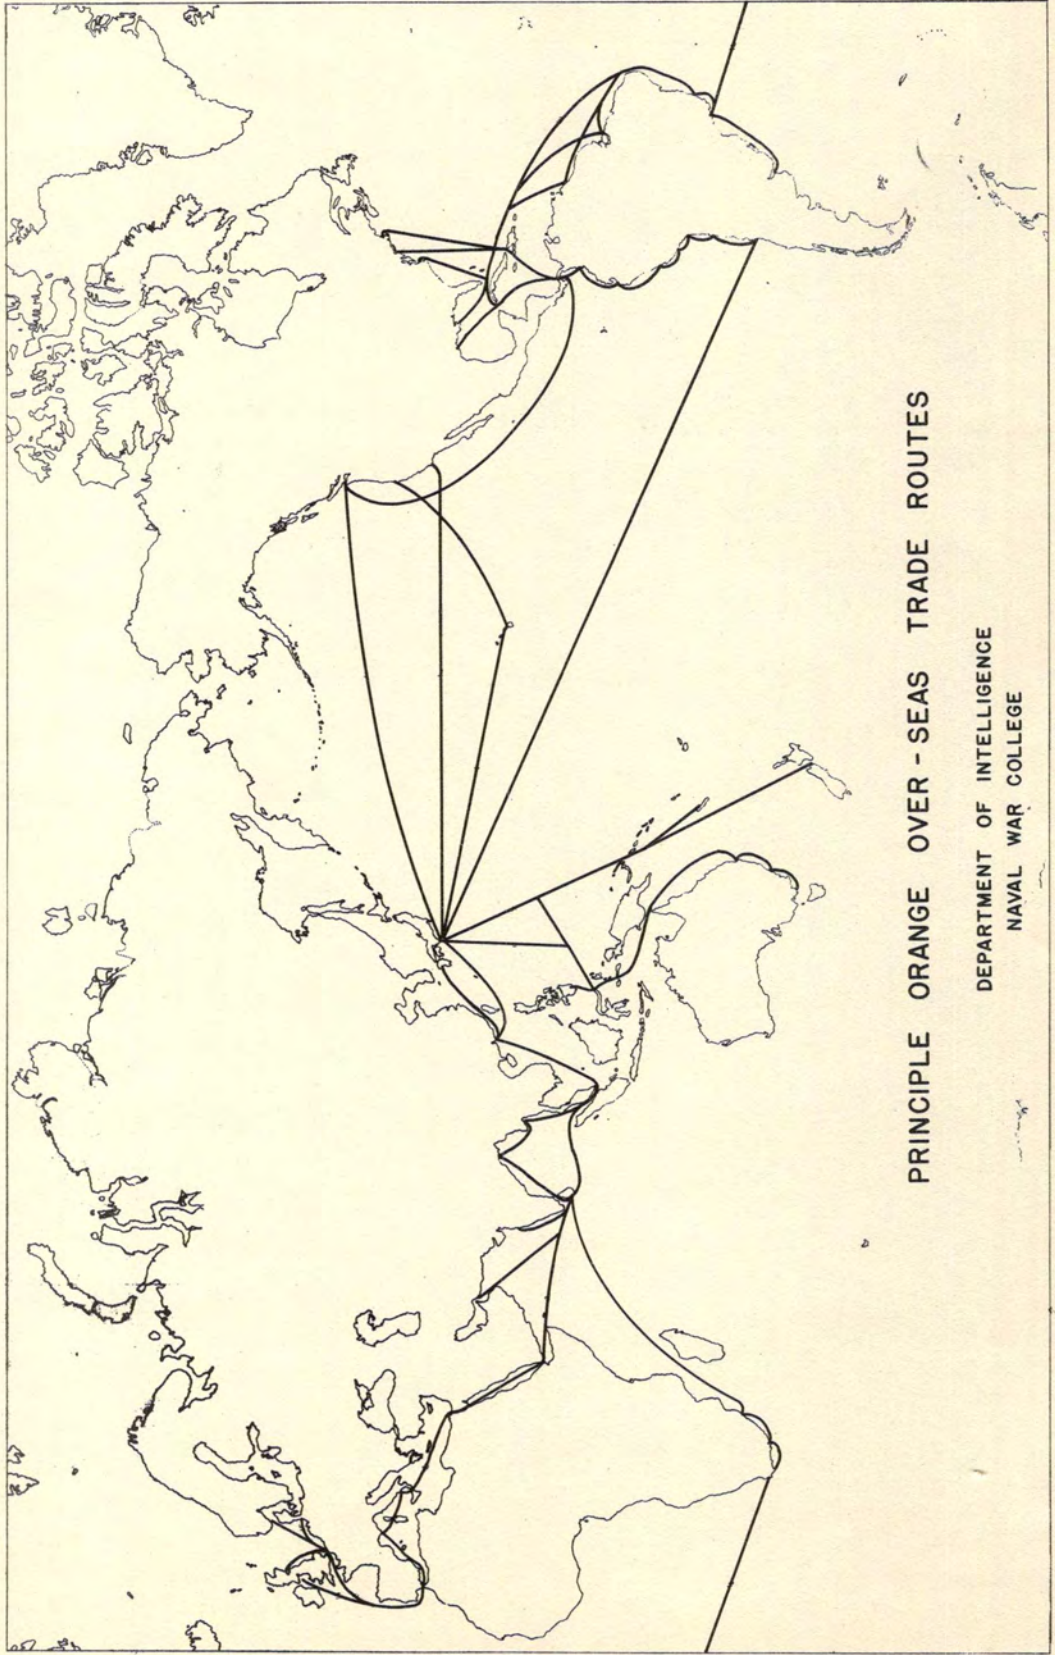 PRINCIPLE ORANGE OVER-SEAS TRADE ROUTES
DEPARTMENT OF INTELLIGENCE
NAVAL WAR COLLEGE